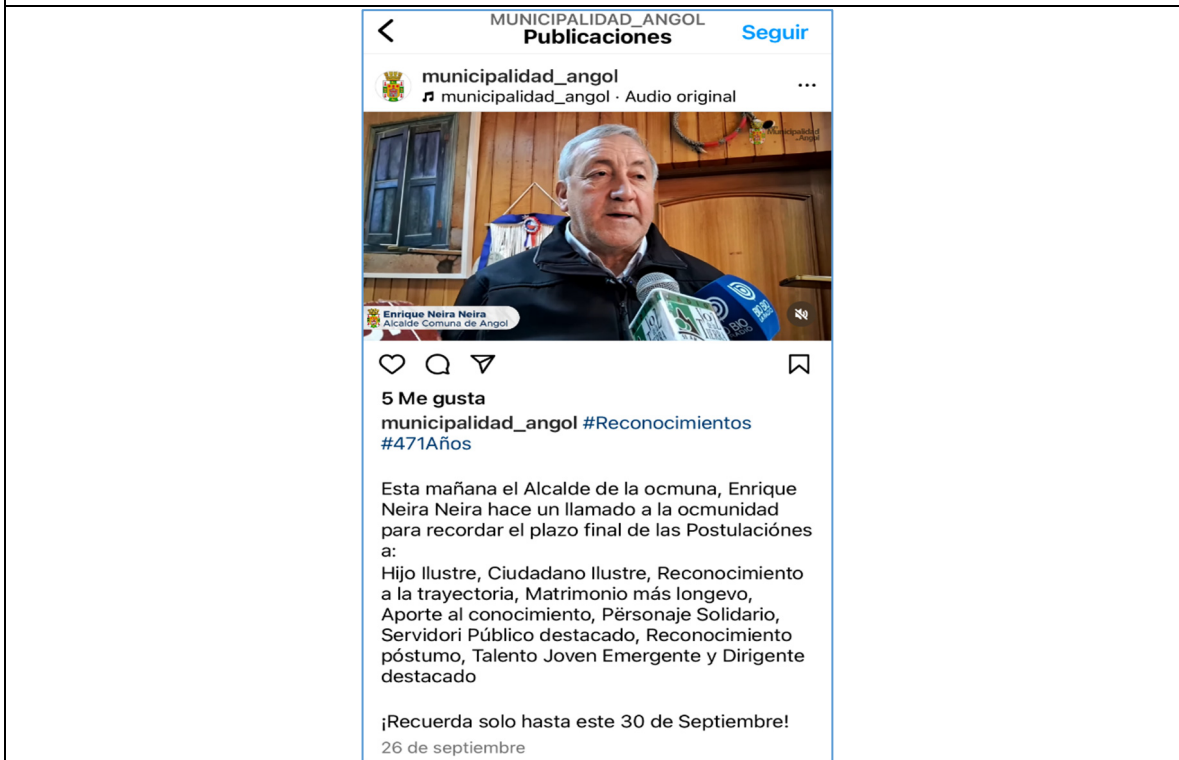 MUNICIPALIDAD_ANGOL
Publicaciones
Seguir
municipalidad_angol
municipalidad_angol · Audio original
Municipalidad
Angol
Enrique Neira Neira
Alcalde Comuna de Angol
BIO BIO
RADIO
5 Me gusta
municipalidad_angol #Reconocimientos
#471Años
Esta mañana el Alcalde de la ocmuna, Enrique
Neira Neira hace un llamado a la ocmunidad
para recordar el plazo final de las Postulaciónes
a:
Hijo Ilustre, Ciudadano Ilustre, Reconocimiento
a la trayectoria, Matrimonio más longevo,
Aporte al conocimiento, Përsonaje Solidario,
Servidori Público destacado, Reconocimiento
póstumo, Talento Joven Emergente y Dirigente
destacado
¡Recuerda solo hasta este 30 de Septiembre!
26 de septiembre